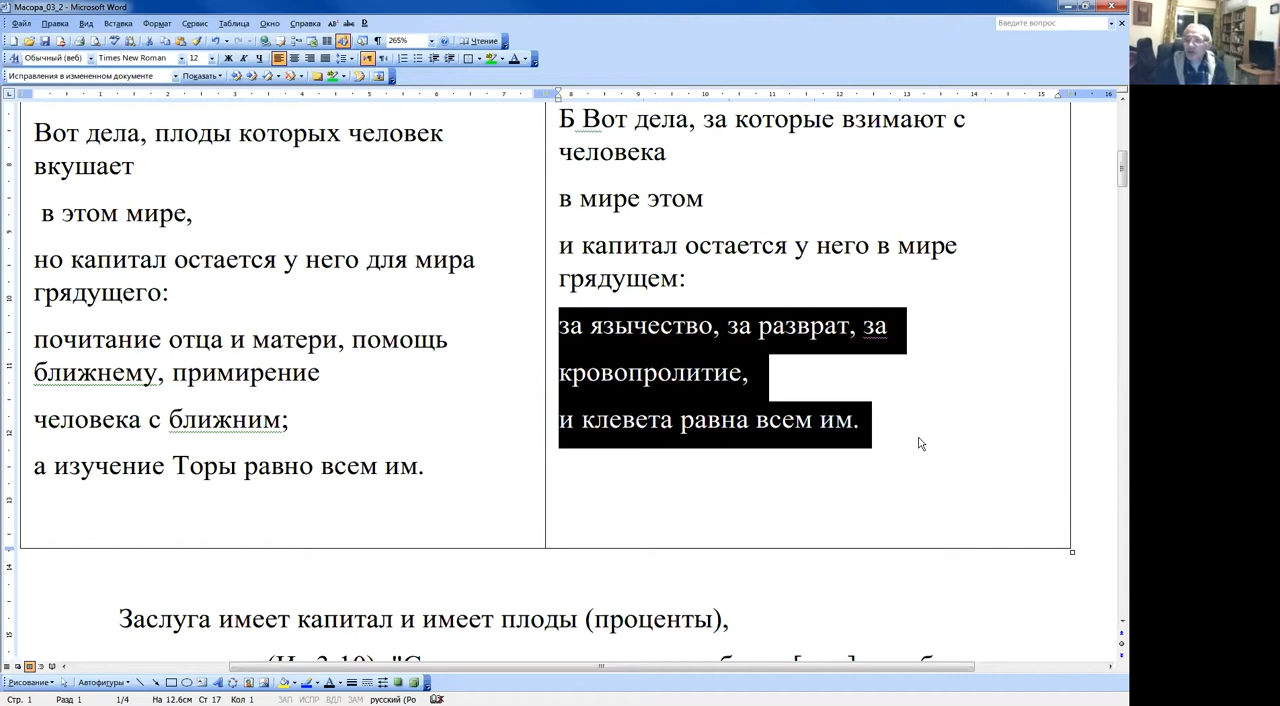 Масора_03_2 - Microsoft Word
Файл Правка Вид Вставка Формат Сервис Таблица Окно Справка
Введите вопрос
265% Чтение
Обычный (веб) Times New Roman 12
Исправления в измененном документе Показать
Вот дела, плоды которых человек
вкушает
в этом мире,
но капитал остается у него для мира
грядущего:
почитание отца и матери, помощь
ближнему, примирение
человека с ближним;
а изучение Торы равно всем им.
Б Вот дела, за которые взимают с
человека
в мире этом
и капитал остается у него в мире
грядущем:
за язычество, за разврат, за
кровопролитие,
и клевета равна всем им.
Заслуга имеет капитал и имеет плоды (проценты),
Рисование Автофигуры
Стр. 1 Разд 1 1/4 На 12.6см Ст 17 Кол 1 ЗАП ИСПР ВДЛ ЗАМ русский (Ро